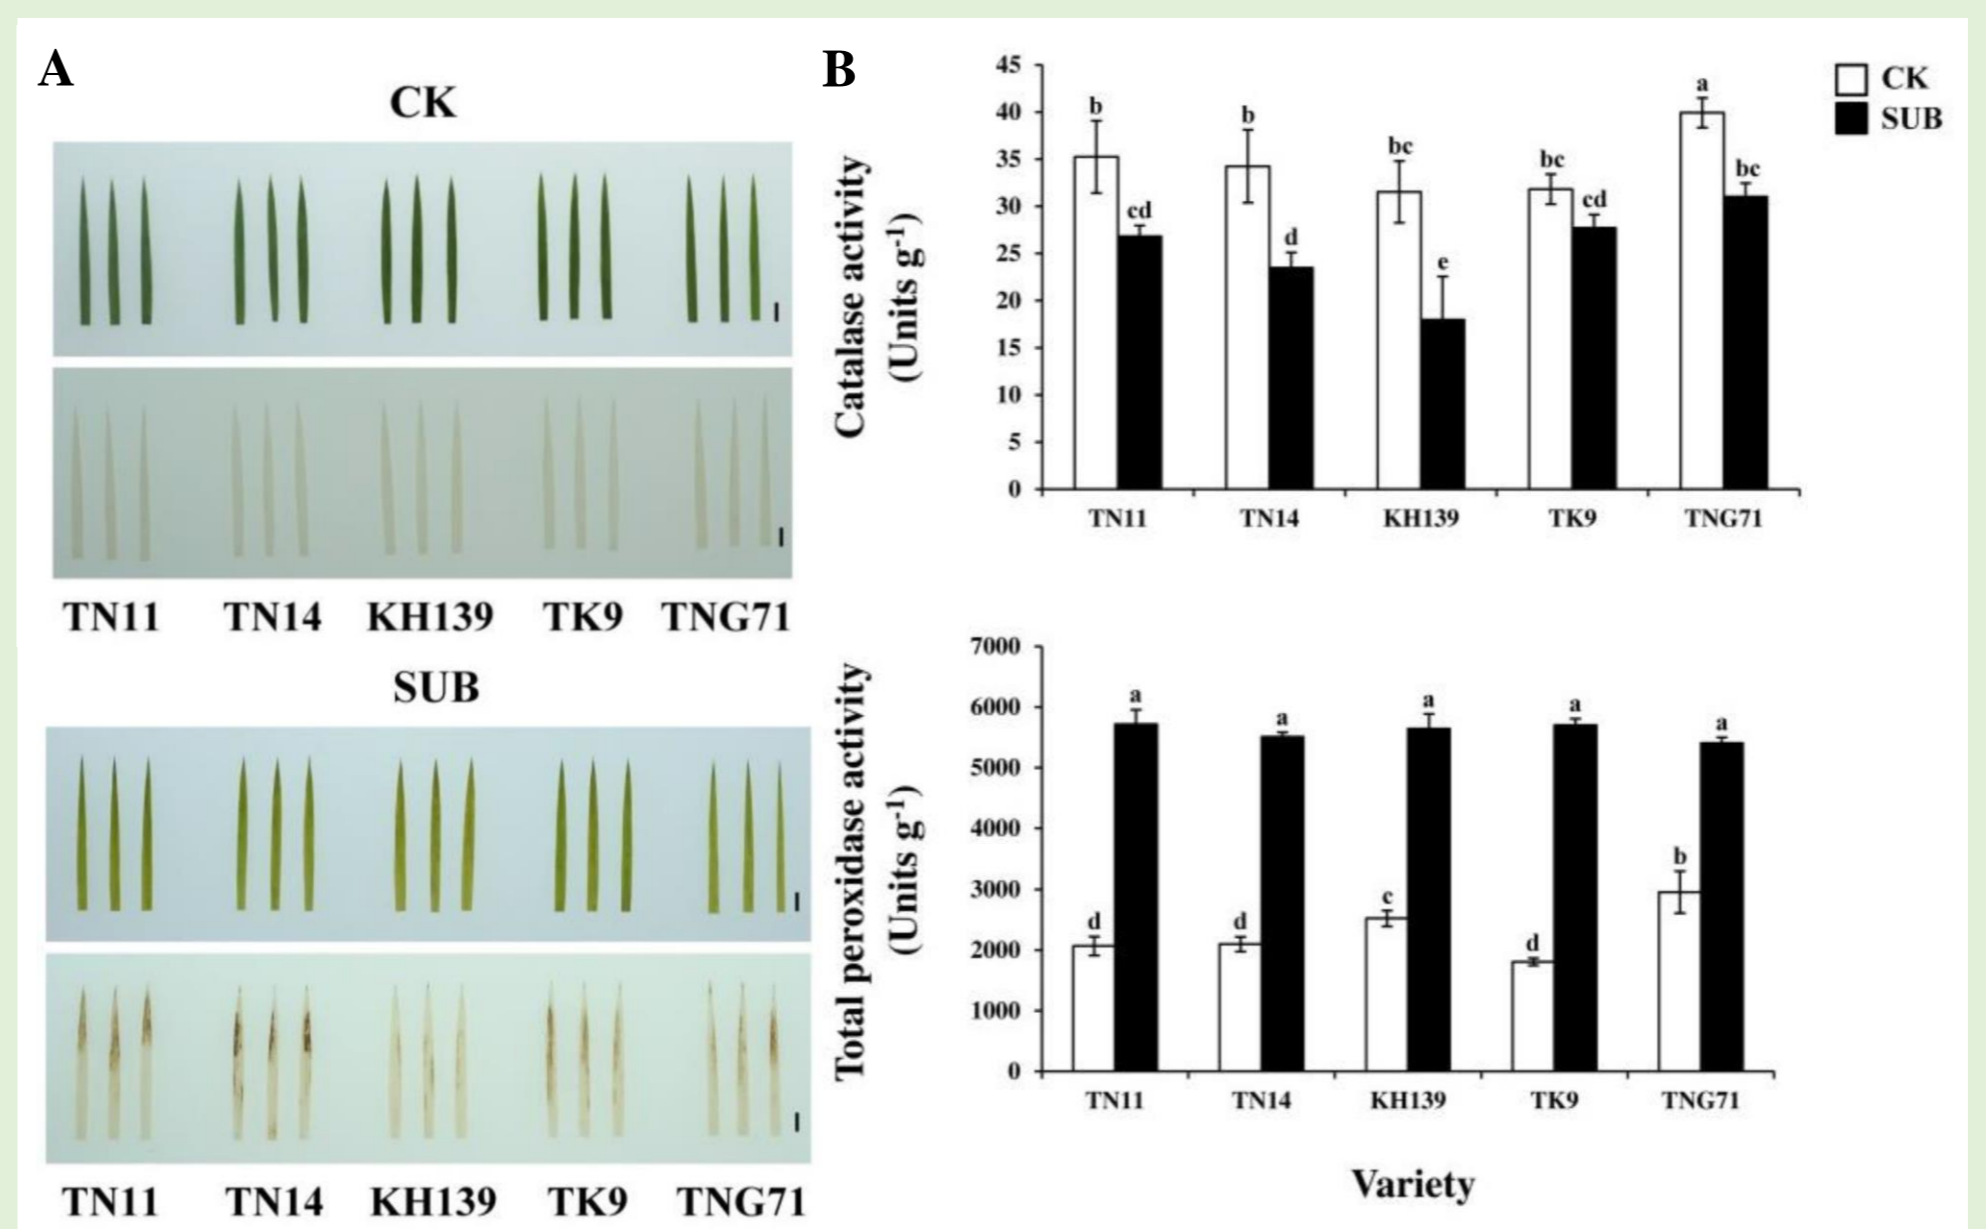 A
CK
TN11 TN14 KH139 TK9 TNG71
SUB
TN11 TN14 KH139 TK9 TNG71
B
CK
SUB
Catalase activity
(Units g⁻¹)
45
40
35
30
25
20
15
10
5
0
b
cd
b
d
bc
e
bc
cd
a
bc
TN11 TN14 KH139 TK9 TNG71
Total peroxidase activity
(Units g⁻¹)
7000
6000
5000
4000
3000
2000
1000
0
d
a
d
a
c
a
d
a
b
a
TN11 TN14 KH139 TK9 TNG71
Variety